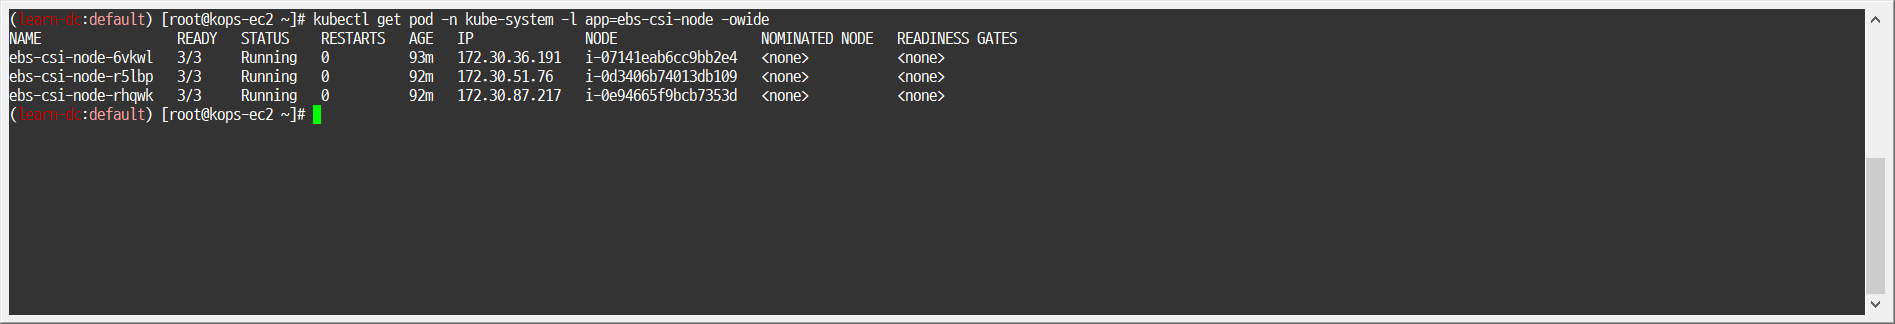 (learn-dc:default) [root@kops-ec2 ~]# kubectl get pod -n kube-system -l app=ebs-csi-node -owide
NAME                 READY   STATUS    RESTARTS   AGE   IP              NODE                  NOMINATED NODE   READINESS GATES
ebs-csi-node-6vkwl   3/3     Running   0          93m   172.30.36.191   i-07141eab6cc9bb2e4   <none>           <none>
ebs-csi-node-r5lbp   3/3     Running   0          92m   172.30.51.76    i-0d3406b74013db109   <none>           <none>
ebs-csi-node-rhqwk   3/3     Running   0          92m   172.30.87.217   i-0e94665f9bcb7353d   <none>           <none>
(learn-dc:default) [root@kops-ec2 ~]#